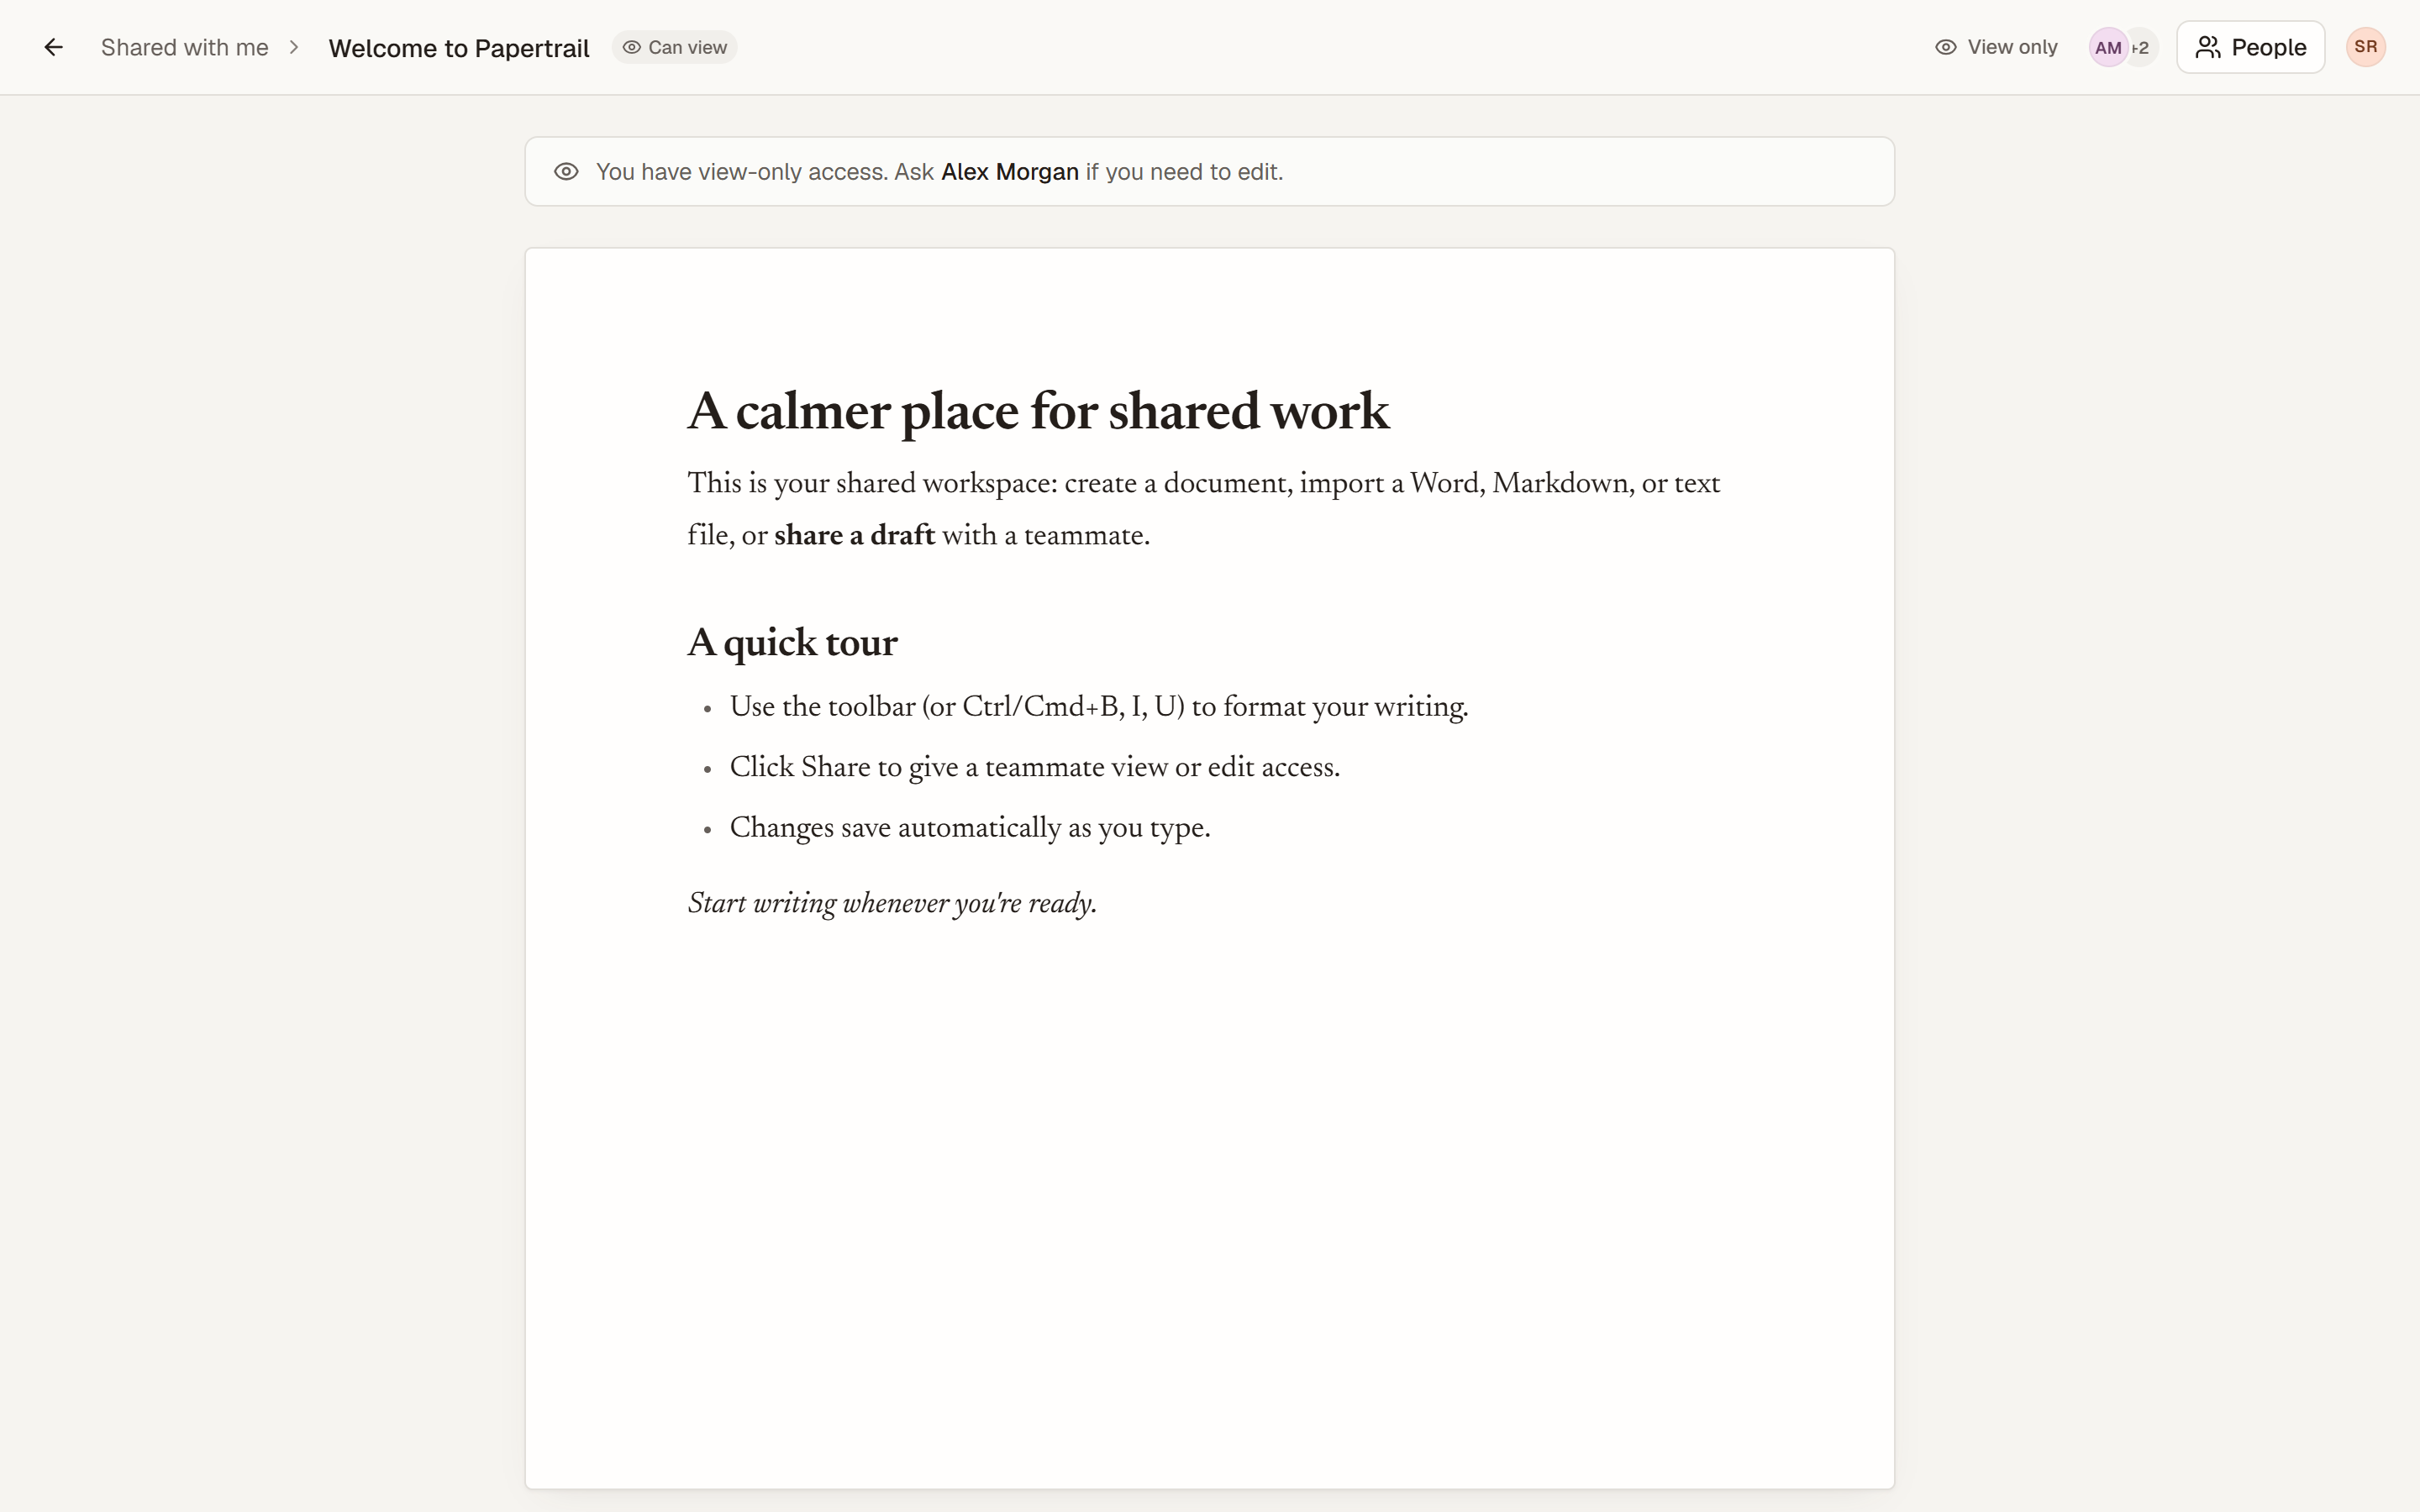 Shared with me
Welcome to Papertrail
Can view
View only
AM
+2
People
SR
You have view-only access. Ask Alex Morgan if you need to edit.
A calmer place for shared work
This is your shared workspace: create a document, import a Word, Markdown, or text
file, or share a draft with a teammate.
A quick tour
• Use the toolbar (or Ctrl/Cmd+B, I, U) to format your writing.
• Click Share to give a teammate view or edit access.
• Changes save automatically as you type.
Start writing whenever you're ready.